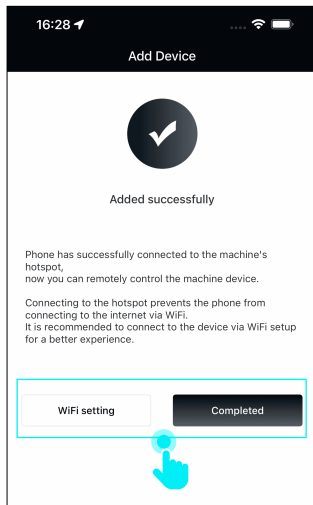 16:28
Add Device
Added successfully
Phone has successfully connected to the machine's
hotspot,
now you can remotely control the machine device.
Connecting to the hotspot prevents the phone from
connecting to the internet via WiFi.
It is recommended to connect to the device via WiFi setup
for a better experience.
WiFi setting
Completed